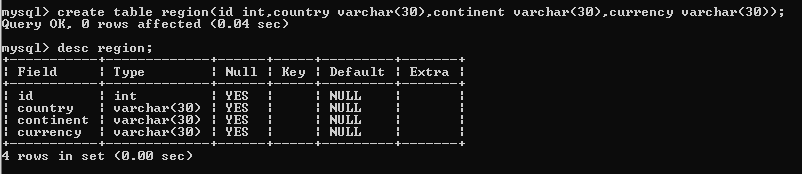 mysql> create table region(id int,country varchar(30),continent varchar(30),currency varchar(30));
Query OK, 0 rows affected (0.04 sec)
mysql> desc region;
+-----------+-------------+------+-----+---------+-------+
| Field     | Type        | Null | Key | Default | Extra |
+-----------+-------------+------+-----+---------+-------+
| id        | int         | YES  |     | NULL    |       |
| country   | varchar(30) | YES  |     | NULL    |       |
| continent | varchar(30) | YES  |     | NULL    |       |
| currency  | varchar(30) | YES  |     | NULL    |       |
+-----------+-------------+------+-----+---------+-------+
4 rows in set (0.00 sec)